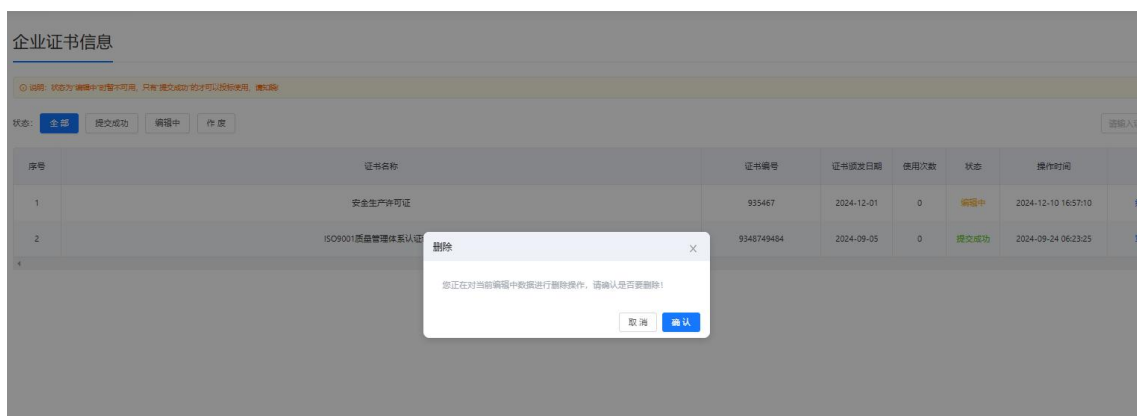 企业证书信息
说明：状态为“编辑中”时暂不可用，只有“提交成功”的才可以投标使用，请知晓！
状态： 全部 提交成功 编辑中 作废
序号 证书名称 证书编号 证书颁发日期 使用次数 状态 操作时间
1 安全生产许可证 935467 2024-12-01 0 编辑中 2024-12-10 16:57:10
2 ISO9001质量管理体系认证 9348749484 2024-09-05 0 提交成功 2024-09-24 06:23:25
删除
您正在对当前编辑中数据进行删除操作，请确认是否要删除！
取消 确认